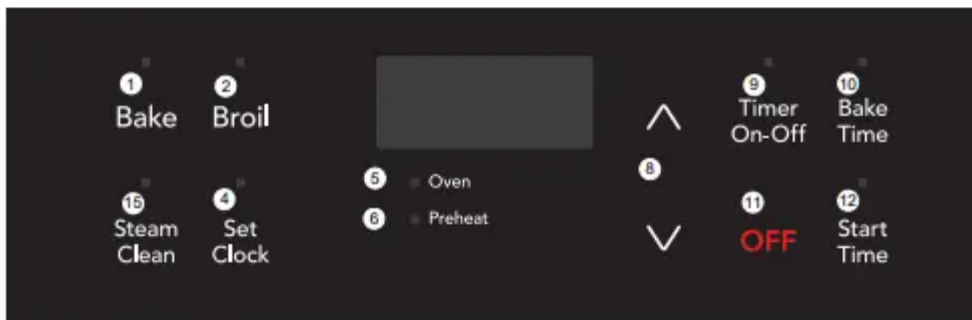 1
2
Bake
Broil
9
10
Timer
On-Off
Bake
Time
8
5
Oven
6
Preheat
15
4
Steam
Clean
Set
Clock
11
12
OFF
Start
Time